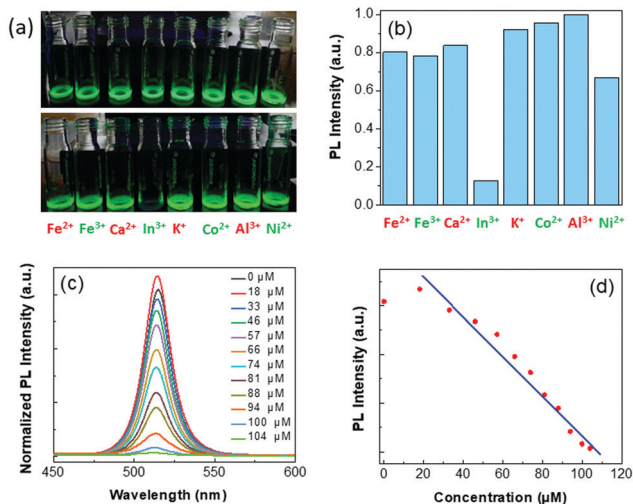 (a)
Fe²⁺ Fe³⁺ Ca²⁺ In³⁺ K⁺ Co²⁺ Al³⁺ Ni²⁺
(b)
PL Intensity (a.u.)
1.0
0.8
0.6
0.4
0.2
0.0
Fe²⁺ Fe³⁺ Ca²⁺ In³⁺ K⁺ Co²⁺ Al³⁺ Ni²⁺
(c)
Normalized PL Intensity (a.u.)
0 µM
18 µM
33 µM
46 µM
57 µM
66 µM
74 µM
81 µM
88 µM
94 µM
100 µM
104 µM
450 500 550 600
Wavelength (nm)
(d)
PL Intensity (a.u.)
0 20 40 60 80 100 120
Concentration (µM)